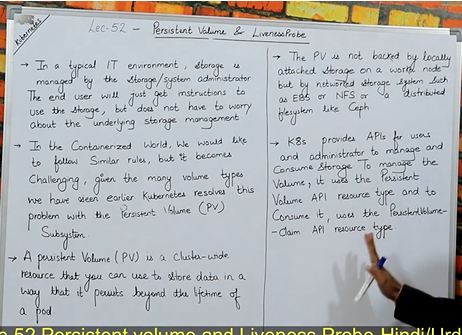 Kubernetes
Lec-52 - Persistent Volume & LivenessProbe
→ In a typical IT environment, storage is
managed by the Storage/system administrator
The end user will just get instructions to
use the storage, but does not have to worry
about the underlying storage management
→ In the Containerized World, We would like
to follow Similar rules, but it becomes
Challenging, given the many volume types
we have seen earlier Kubernetes resolves this
problem with the Persistent Volume (PV)
Subsystem
→ A persistent Volume (PV) is a Cluster-wide
resource that you can use to store data in a
way that it persists beyond the lifetime of
a pod
→ The PV is not backed by locally
attached storage on a worker node
but by networked storage System Such
as EBS or NFS or a distributed
filesystem like Ceph
→ K8s provides APIs for users
and administrator to manage and
Consume Storage To manage the
Volume, it uses the Persistent
Volume API resource type and to
Consume it, uses the PersistentVolume-
-claim API resource type
52 Persistent volume and Liveness Probe Hindi/Urd